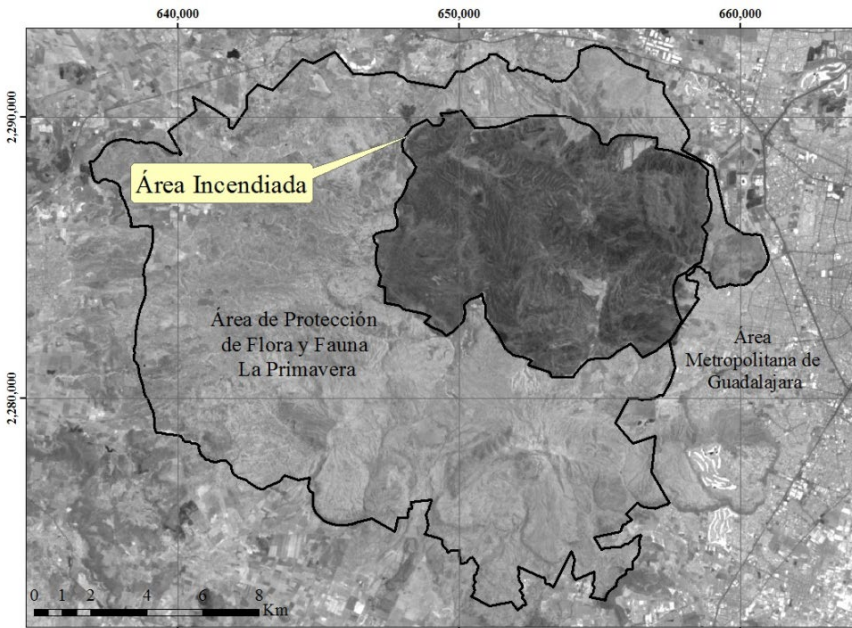 640,000 650,000 660,000
2,290,000
Área Incendiada
Área de Protección
de Flora y Fauna
La Primavera
Área
Metropolitana de
Guadalajara
2,280,000
0 1 2 4 6 8
Km